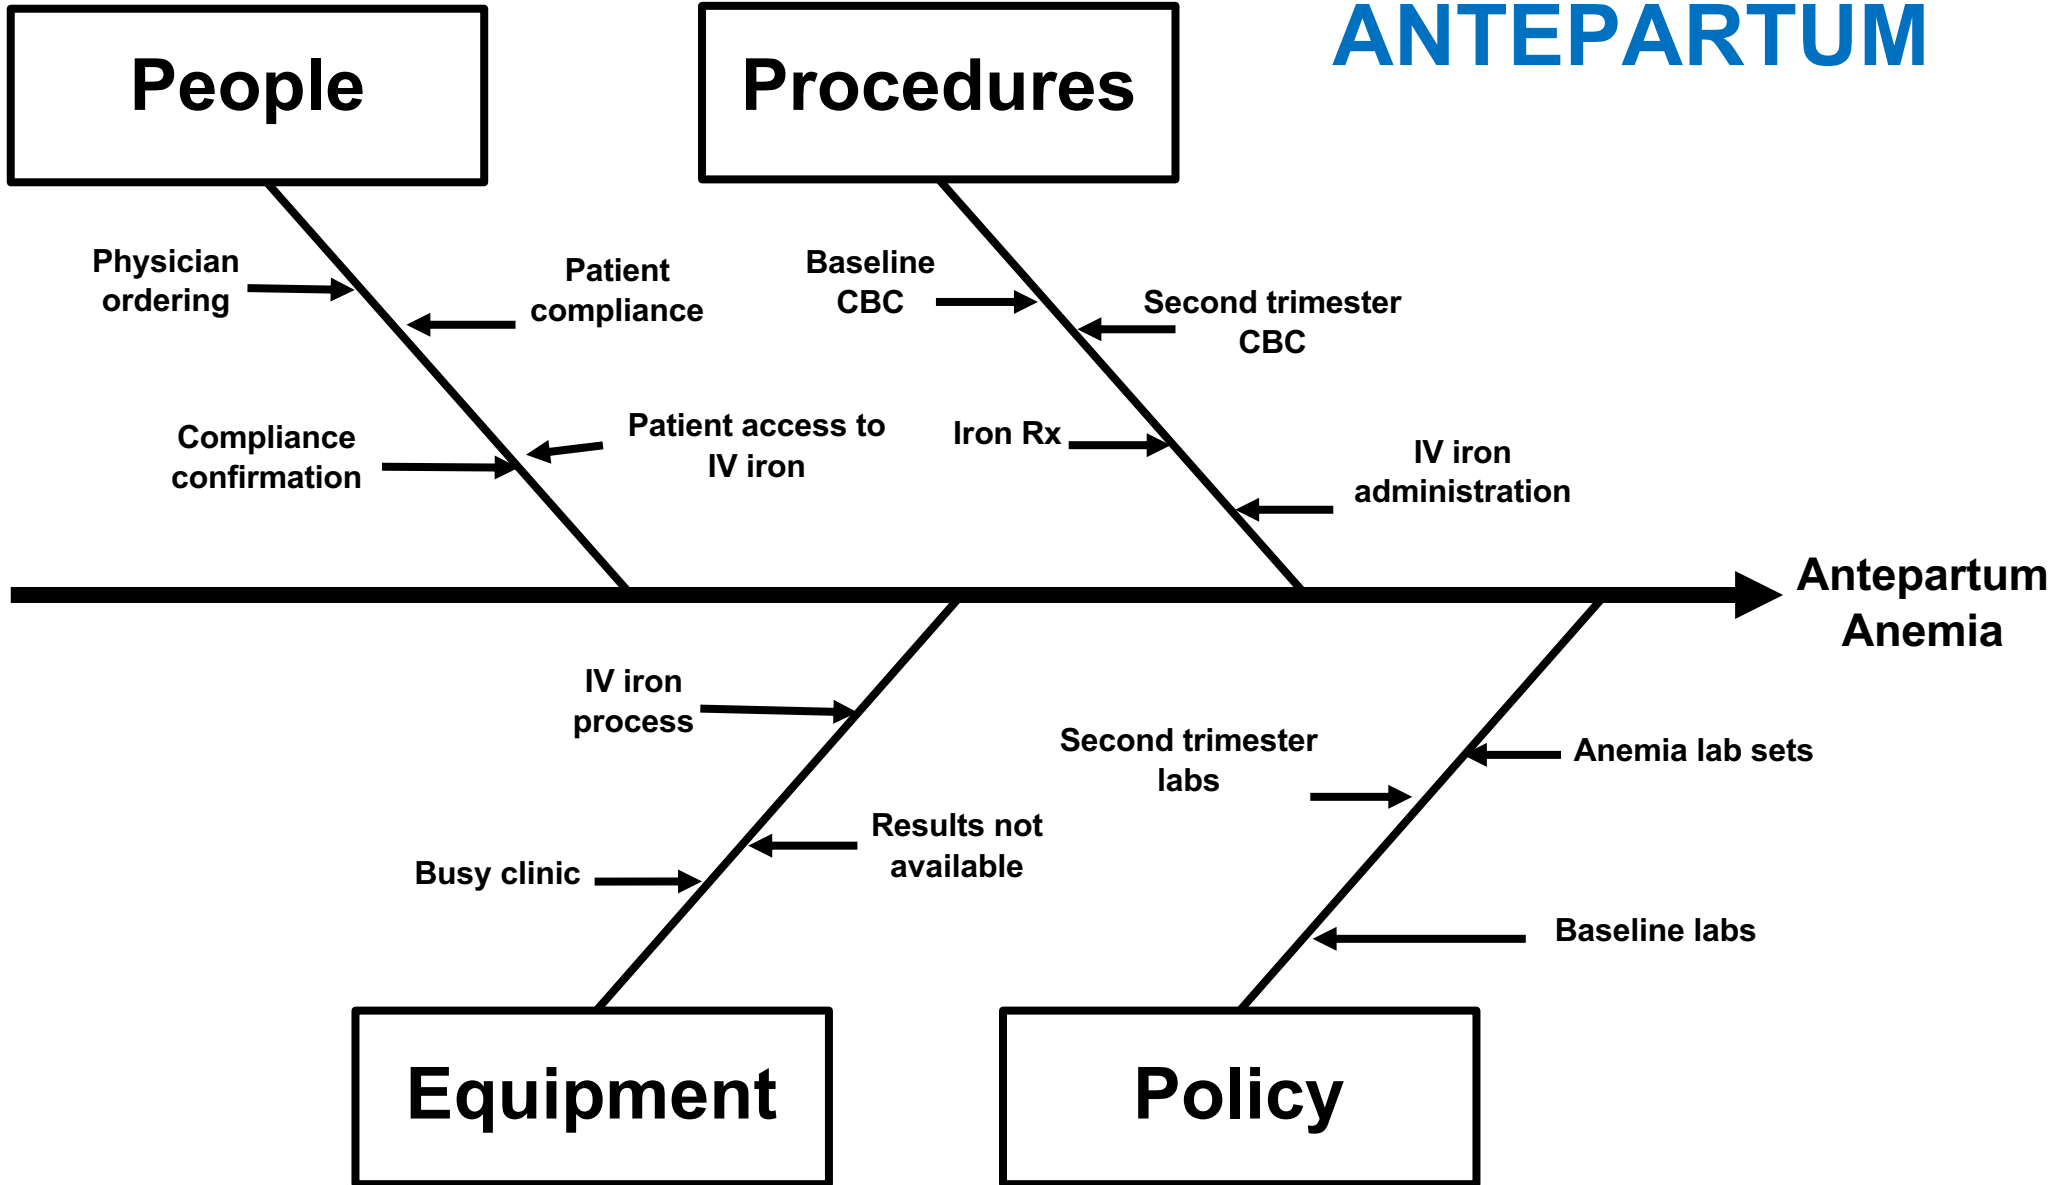 ANTEPARTUM
People
Procedures
Physician
ordering
Patient
compliance
Baseline
CBC
Second trimester
CBC
Compliance
confirmation
Patient access to
IV iron
Iron Rx
IV iron
administration
Antepartum
Anemia
IV iron
process
Second trimester
labs
Anemia lab sets
Busy clinic
Results not
available
Baseline labs
Equipment
Policy